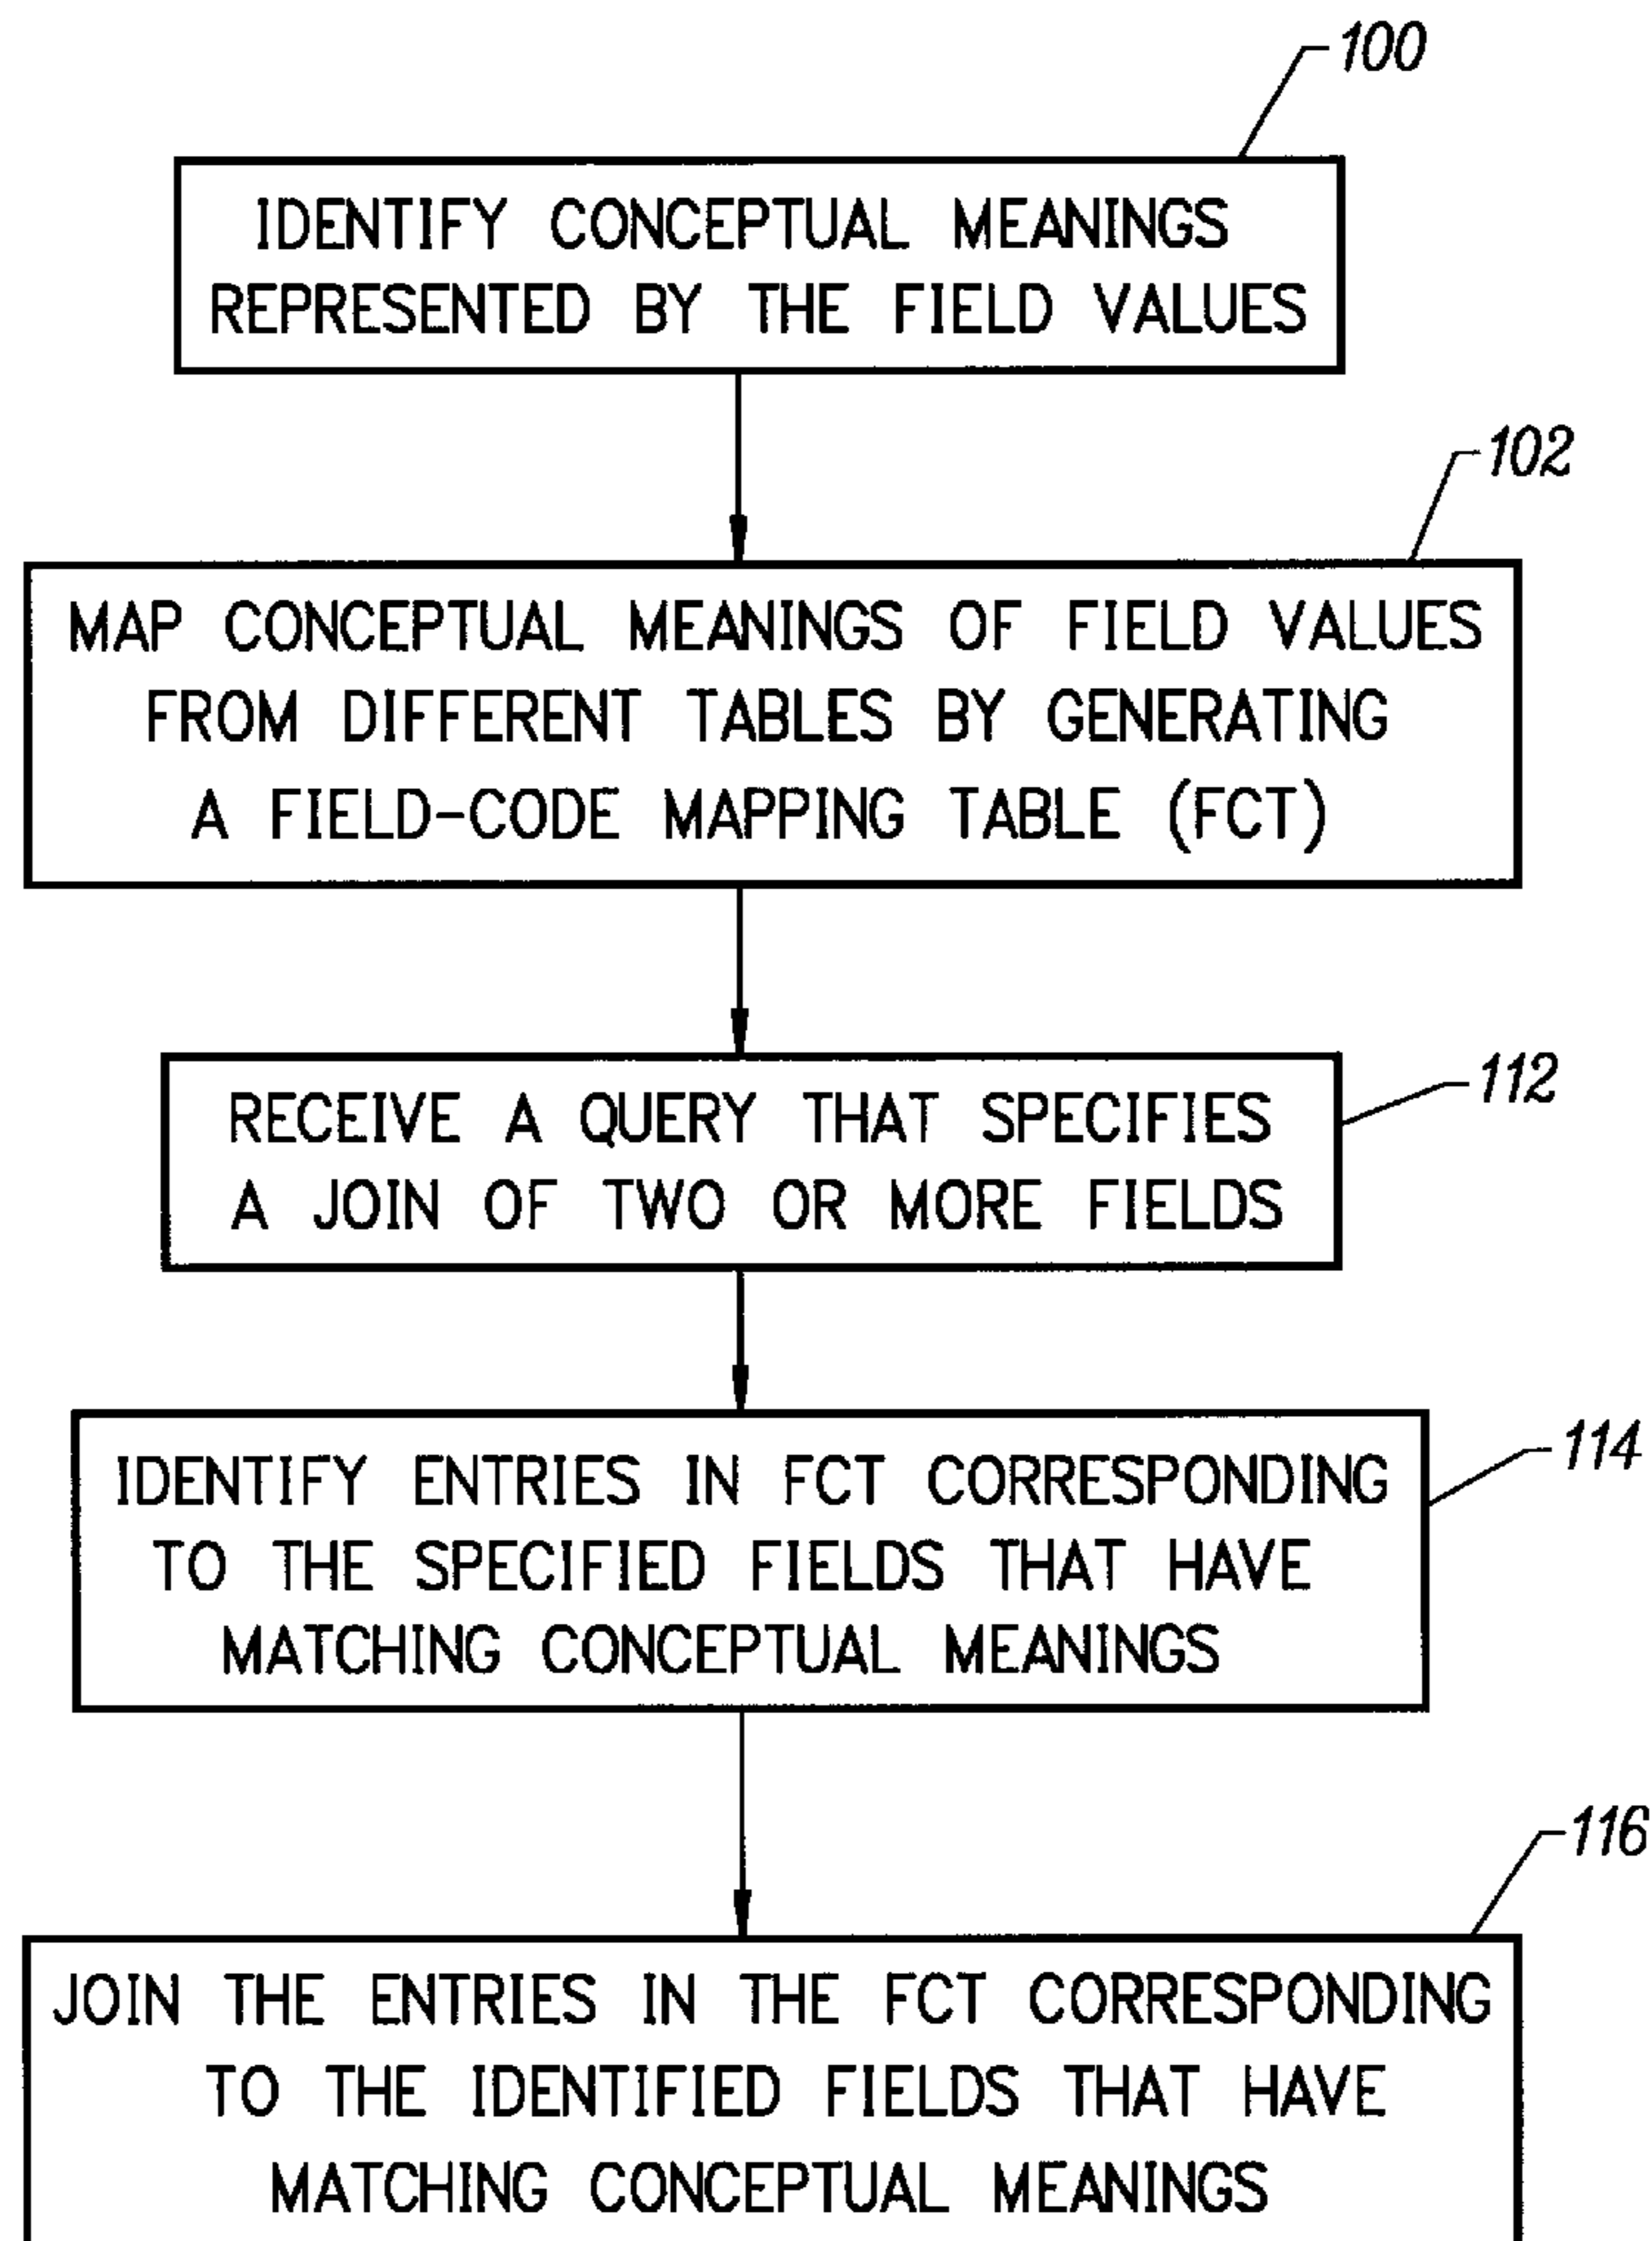 100
IDENTIFY CONCEPTUAL MEANINGS
REPRESENTED BY THE FIELD VALUES
102
MAP CONCEPTUAL MEANINGS OF FIELD VALUES
FROM DIFFERENT TABLES BY GENERATING
A FIELD-CODE MAPPING TABLE (FCT)
112
RECEIVE A QUERY THAT SPECIFIES
A JOIN OF TWO OR MORE FIELDS
114
IDENTIFY ENTRIES IN FCT CORRESPONDING
TO THE SPECIFIED FIELDS THAT HAVE
MATCHING CONCEPTUAL MEANINGS
116
JOIN THE ENTRIES IN THE FCT CORRESPONDING
TO THE IDENTIFIED FIELDS THAT HAVE
MATCHING CONCEPTUAL MEANINGS